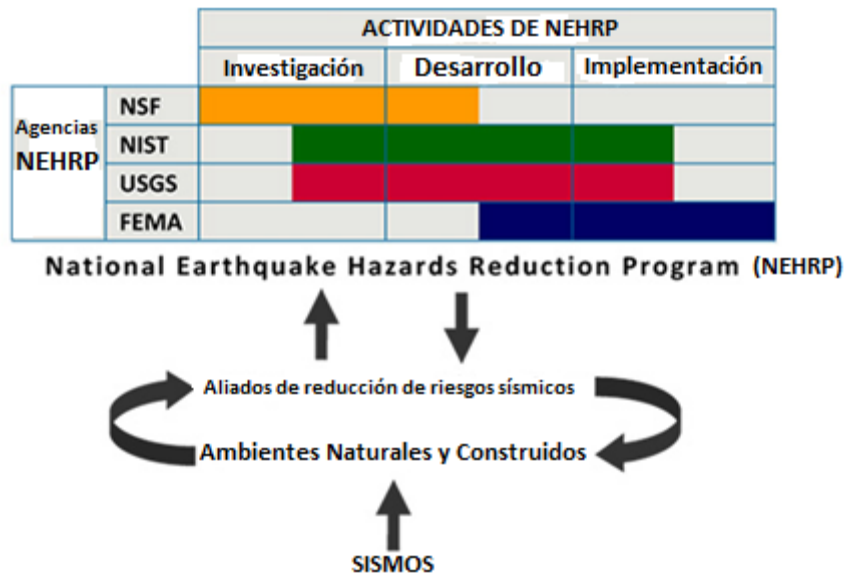 ACTIVIDADES DE NEHRP
Investigación Desarrollo Implementación
Agencias
NEHRP
NSF
NIST
USGS
FEMA
National Earthquake Hazards Reduction Program (NEHRP)
Aliados de reducción de riesgos sísmicos
Ambientes Naturales y Construidos
SISMOS